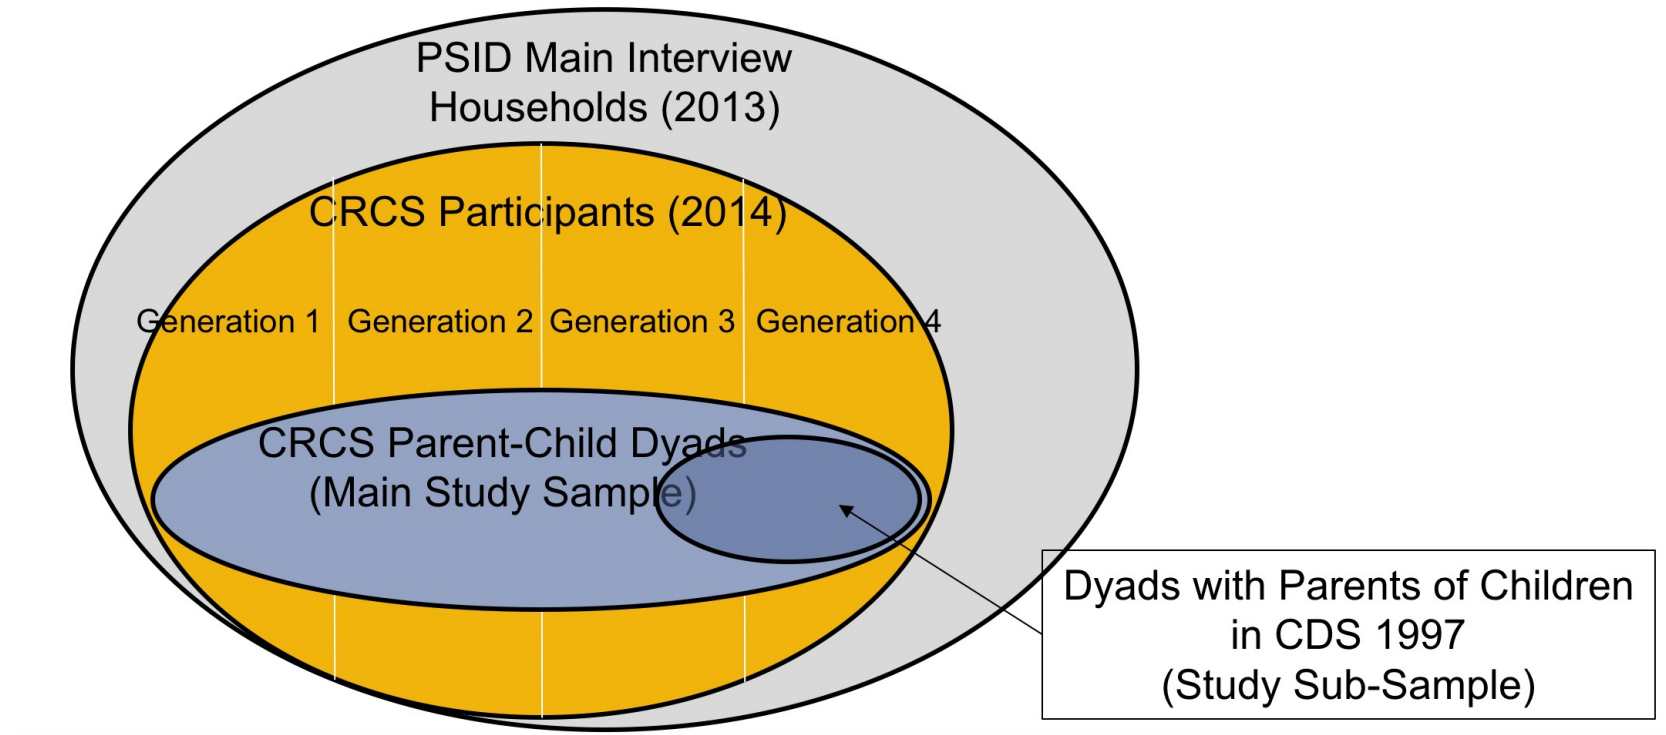 PSID Main Interview
Households (2013)
CRCS Participants (2014)
Generation 1
Generation 2
Generation 3
Generation 4
CRCS Parent-Child Dyads
(Main Study Sample)
Dyads with Parents of Children
in CDS 1997
(Study Sub-Sample)